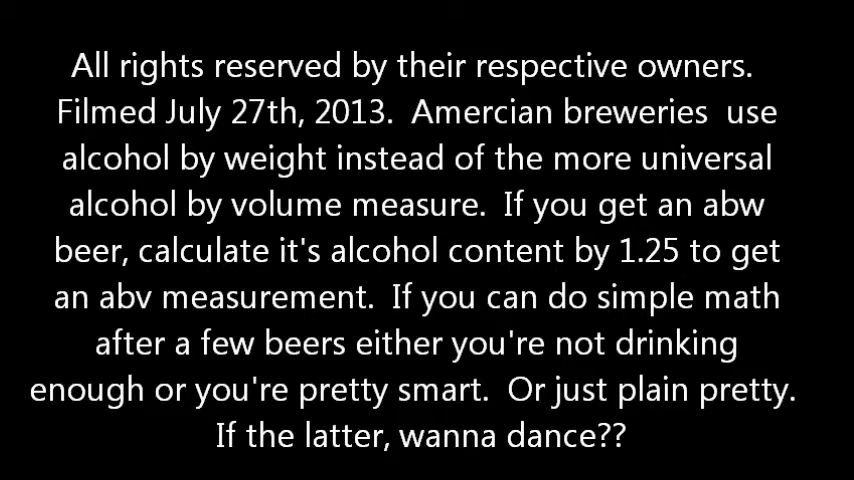 All rights reserved by their respective owners.
Filmed July 27th, 2013.  Amercian breweries  use
alcohol by weight instead of the more universal
alcohol by volume measure.  If you get an abw
beer, calculate it's alcohol content by 1.25 to get
an abv measurement.  If you can do simple math
after a few beers either you're not drinking
enough or you're pretty smart.  Or just plain pretty.
If the latter, wanna dance??